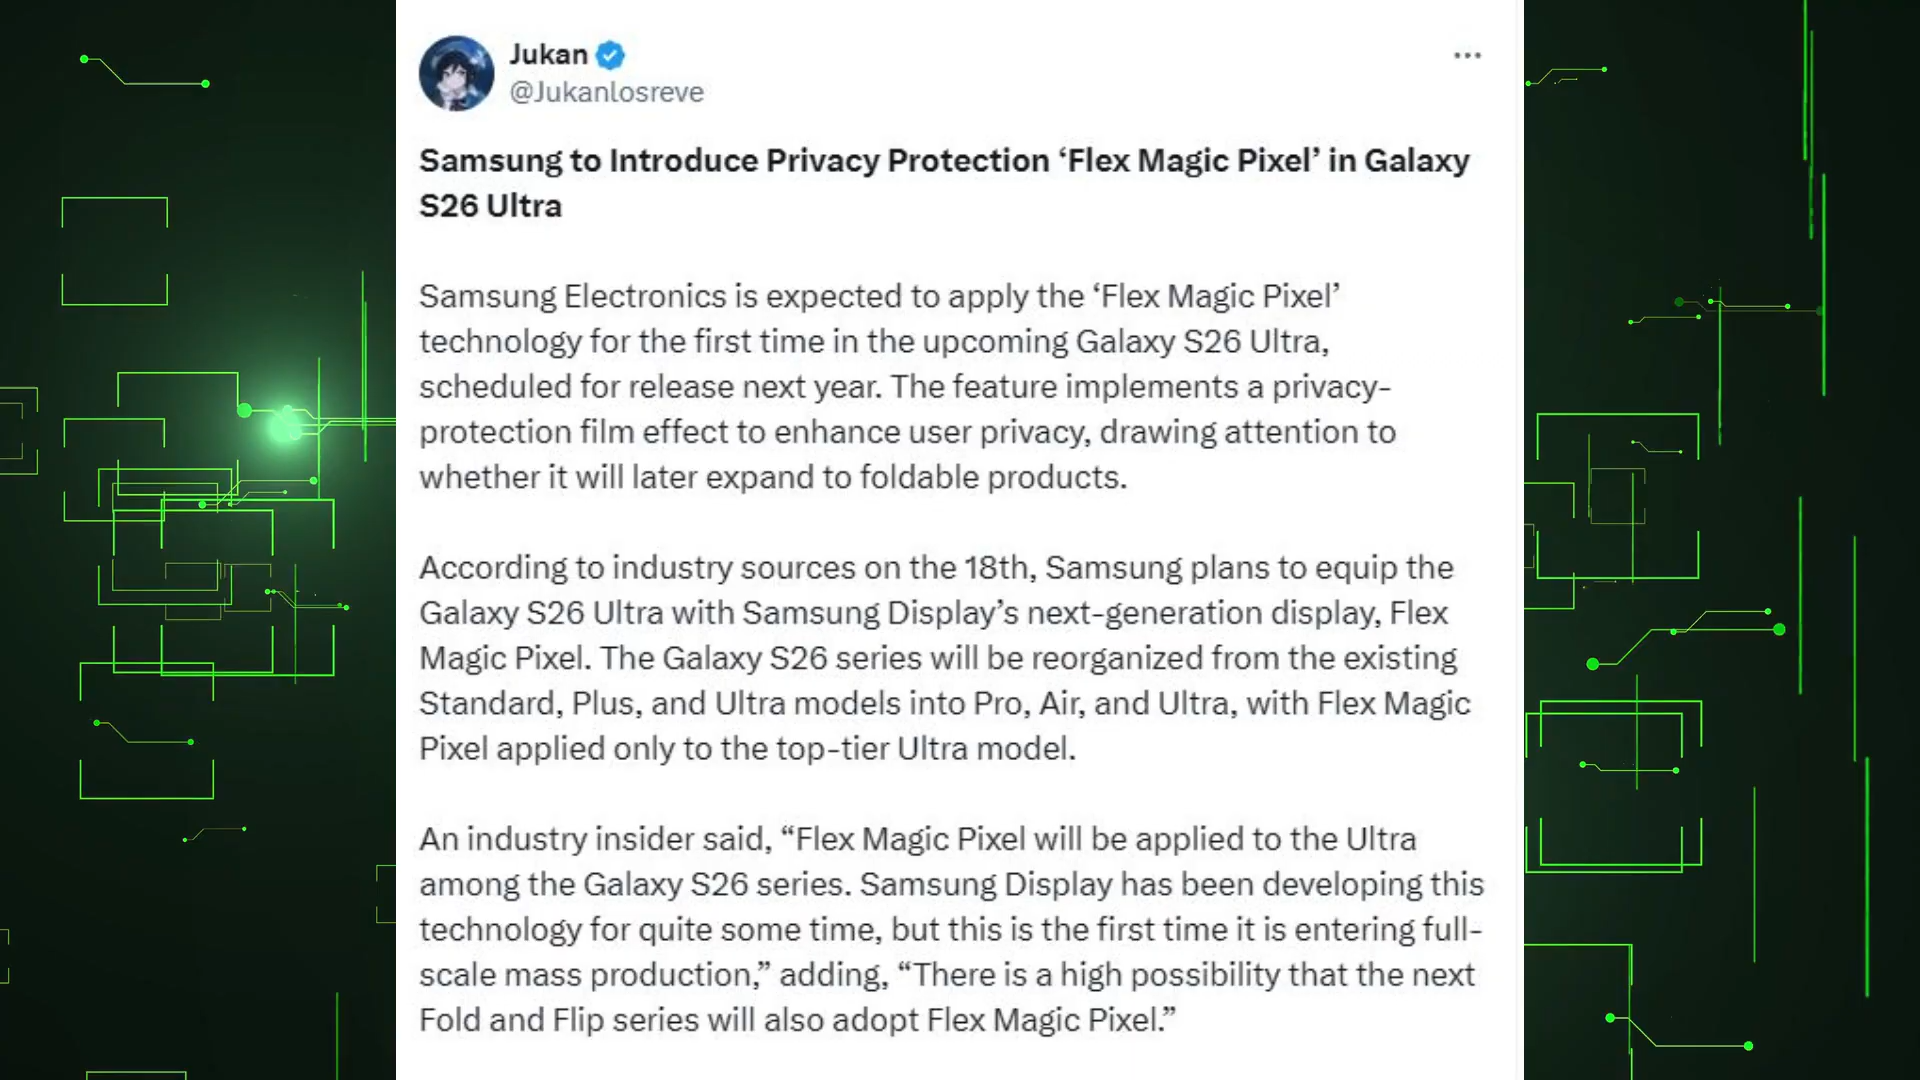 Jukan
@Jukanlosreve
Samsung to Introduce Privacy Protection ‘Flex Magic Pixel’ in Galaxy
S26 Ultra
Samsung Electronics is expected to apply the ‘Flex Magic Pixel’
technology for the first time in the upcoming Galaxy S26 Ultra,
scheduled for release next year. The feature implements a privacy-
protection film effect to enhance user privacy, drawing attention to
whether it will later expand to foldable products.
According to industry sources on the 18th, Samsung plans to equip the
Galaxy S26 Ultra with Samsung Display’s next-generation display, Flex
Magic Pixel. The Galaxy S26 series will be reorganized from the existing
Standard, Plus, and Ultra models into Pro, Air, and Ultra, with Flex Magic
Pixel applied only to the top-tier Ultra model.
An industry insider said, “Flex Magic Pixel will be applied to the Ultra
among the Galaxy S26 series. Samsung Display has been developing this
technology for quite some time, but this is the first time it is entering full-
scale mass production,” adding, “There is a high possibility that the next
Fold and Flip series will also adopt Flex Magic Pixel.”